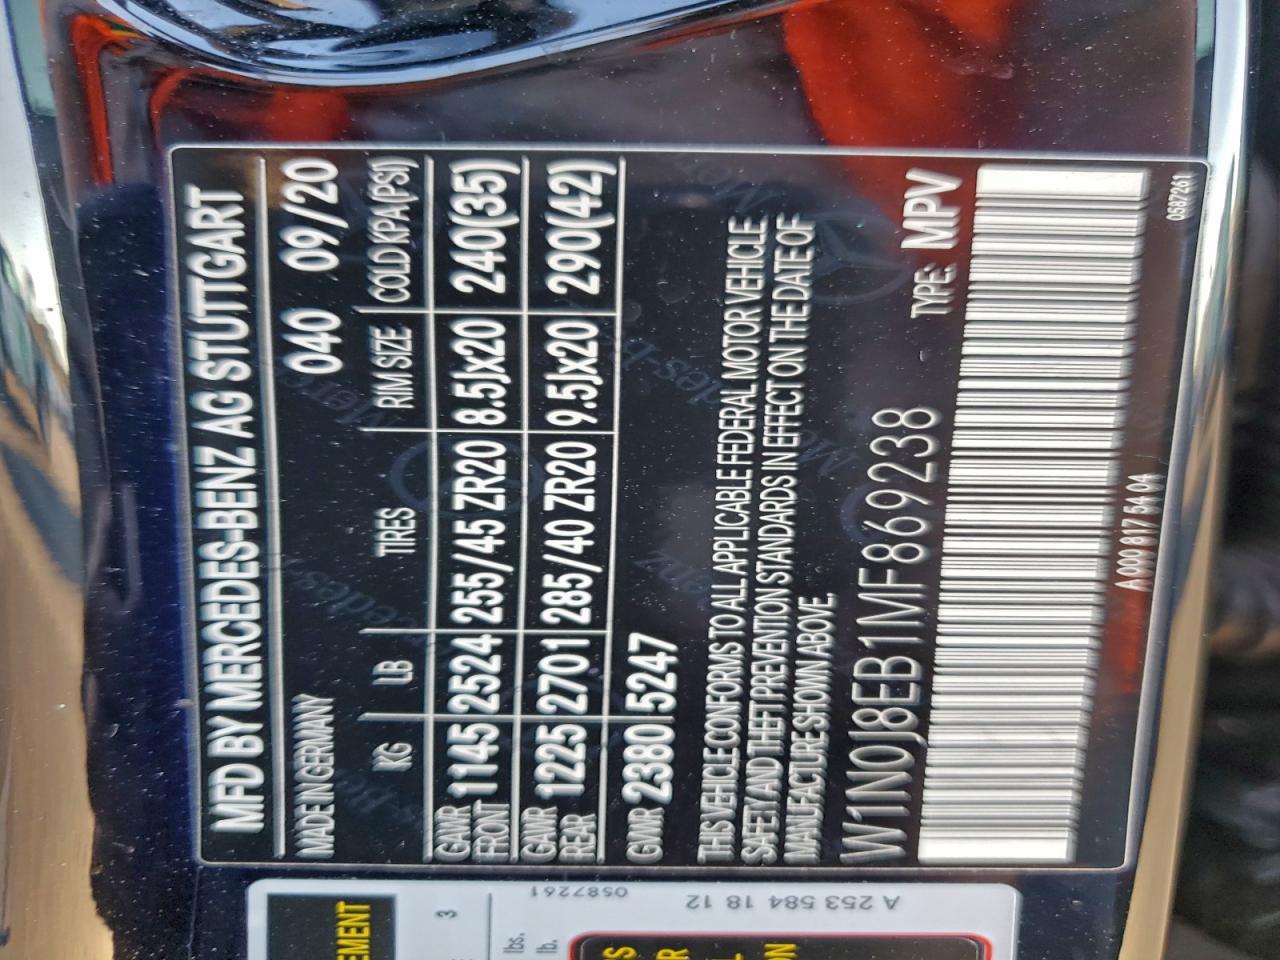 MFD BY MERCEDES-BENZ AG STUTTGART
MADE IN GERMANY 040 09/20
KG LB TIRES RIM SIZE COLD KPA(PSI)
GAWR FRONT 1145 2524 255/45 ZR20 8.5Jx20 240(35)
GAWR REAR 1225 2701 285/40 ZR20 9.5Jx20 290(42)
GWR 2380 5247
THIS VEHICLE CONFORMS TO ALL APPLICABLE FEDERAL MOTOR VEHICLE
SAFETY AND THEFT PREVENTION STANDARDS IN EFFECT ON THE DATE OF
MANUFACTURE SHOWN ABOVE.
W1N0J8EB1MF869238 TYPE: MPV
A 000 817 54 04
0587261
0587261
A 253 584 18 12
EMENT
3
lbs.
lb.